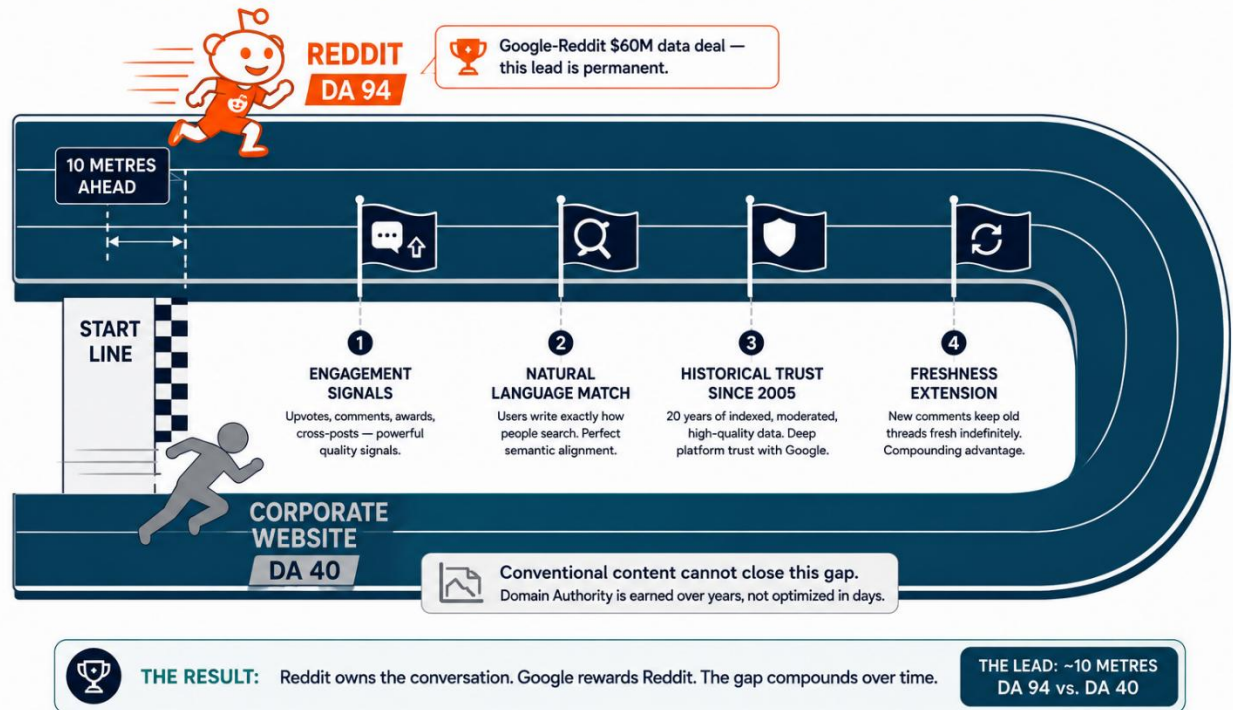 REDDIT
DA 94
Google-Reddit $60M data deal —
this lead is permanent.
10 METRES
AHEAD
START
LINE
1
ENGAGEMENT
SIGNALS
Upvotes, comments, awards,
cross-posts — powerful
quality signals.
2
NATURAL
LANGUAGE MATCH
Users write exactly how
people search. Perfect
semantic alignment.
3
HISTORICAL TRUST
SINCE 2005
20 years of indexed, moderated,
high-quality data. Deep
platform trust with Google.
4
FRESHNESS
EXTENSION
New comments keep old
threads fresh indefinitely.
Compounding advantage.
CORPORATE
WEBSITE
DA 40
Conventional content cannot close this gap.
Domain Authority is earned over years, not optimized in days.
THE RESULT: Reddit owns the conversation. Google rewards Reddit. The gap compounds over time.
THE LEAD: ~10 METRES
DA 94 vs. DA 40